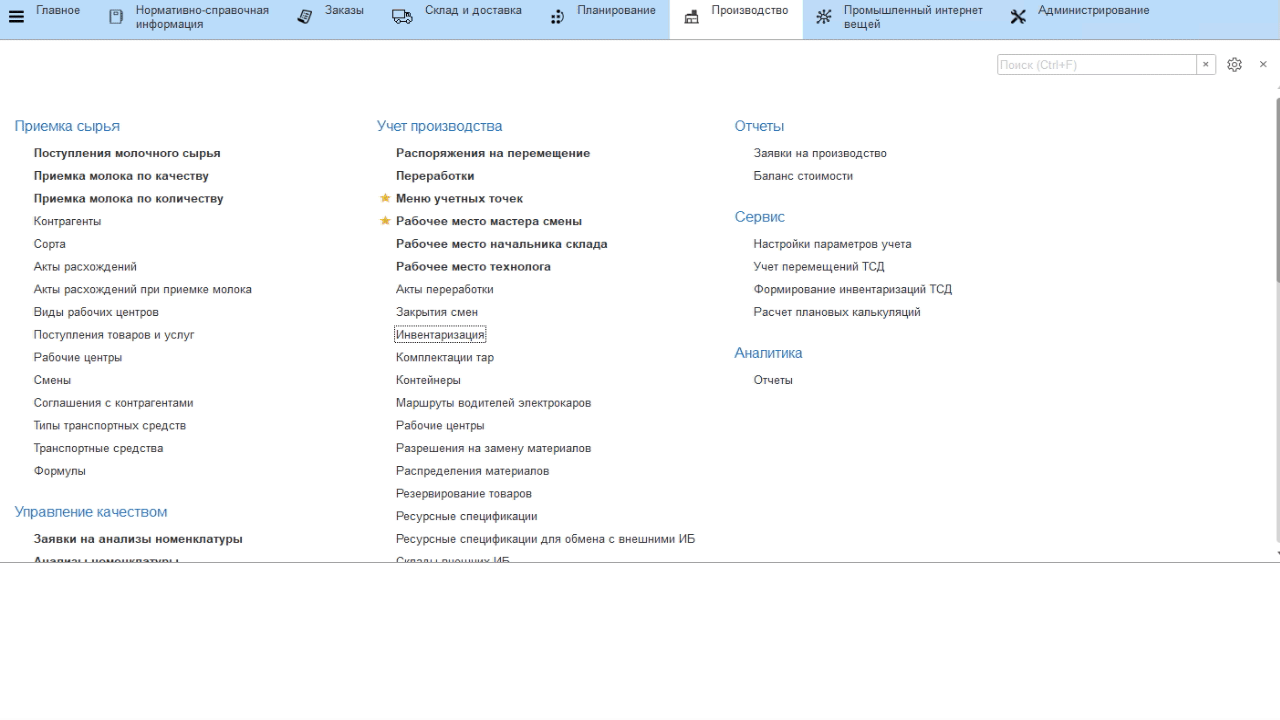 Главное
Нормативно-справочная
информация
Заказы
Склад и доставка
Планирование
Производство
Промышленный интернет
вещей
Администрирование
Поиск (Ctrl+F)
Приемка сырья
Поступления молочного сырья
Приемка молока по качеству
Приемка молока по количеству
Контрагенты
Сорта
Акты расхождений
Акты расхождений при приемке молока
Виды рабочих центров
Поступления товаров и услуг
Рабочие центры
Смены
Соглашения с контрагентами
Типы транспортных средств
Транспортные средства
Формулы
Управление качеством
Заявки на анализы номенклатуры
Анализы номенклатуры
Учет производства
Распоряжения на перемещение
Переработки
Меню учетных точек
Рабочее место мастера смены
Рабочее место начальника склада
Рабочее место технолога
Акты переработки
Закрытия смен
Инвентаризация
Комплектации тар
Контейнеры
Маршруты водителей электрокаров
Рабочие центры
Разрешения на замену материалов
Распределения материалов
Резервирование товаров
Ресурсные спецификации
Ресурсные спецификации для обмена с внешними ИБ
Склады внешних ИБ
Отчеты
Заявки на производство
Баланс стоимости
Сервис
Настройки параметров учета
Учет перемещений ТСД
Формирование инвентаризаций ТСД
Расчет плановых калькуляций
Аналитика
Отчеты